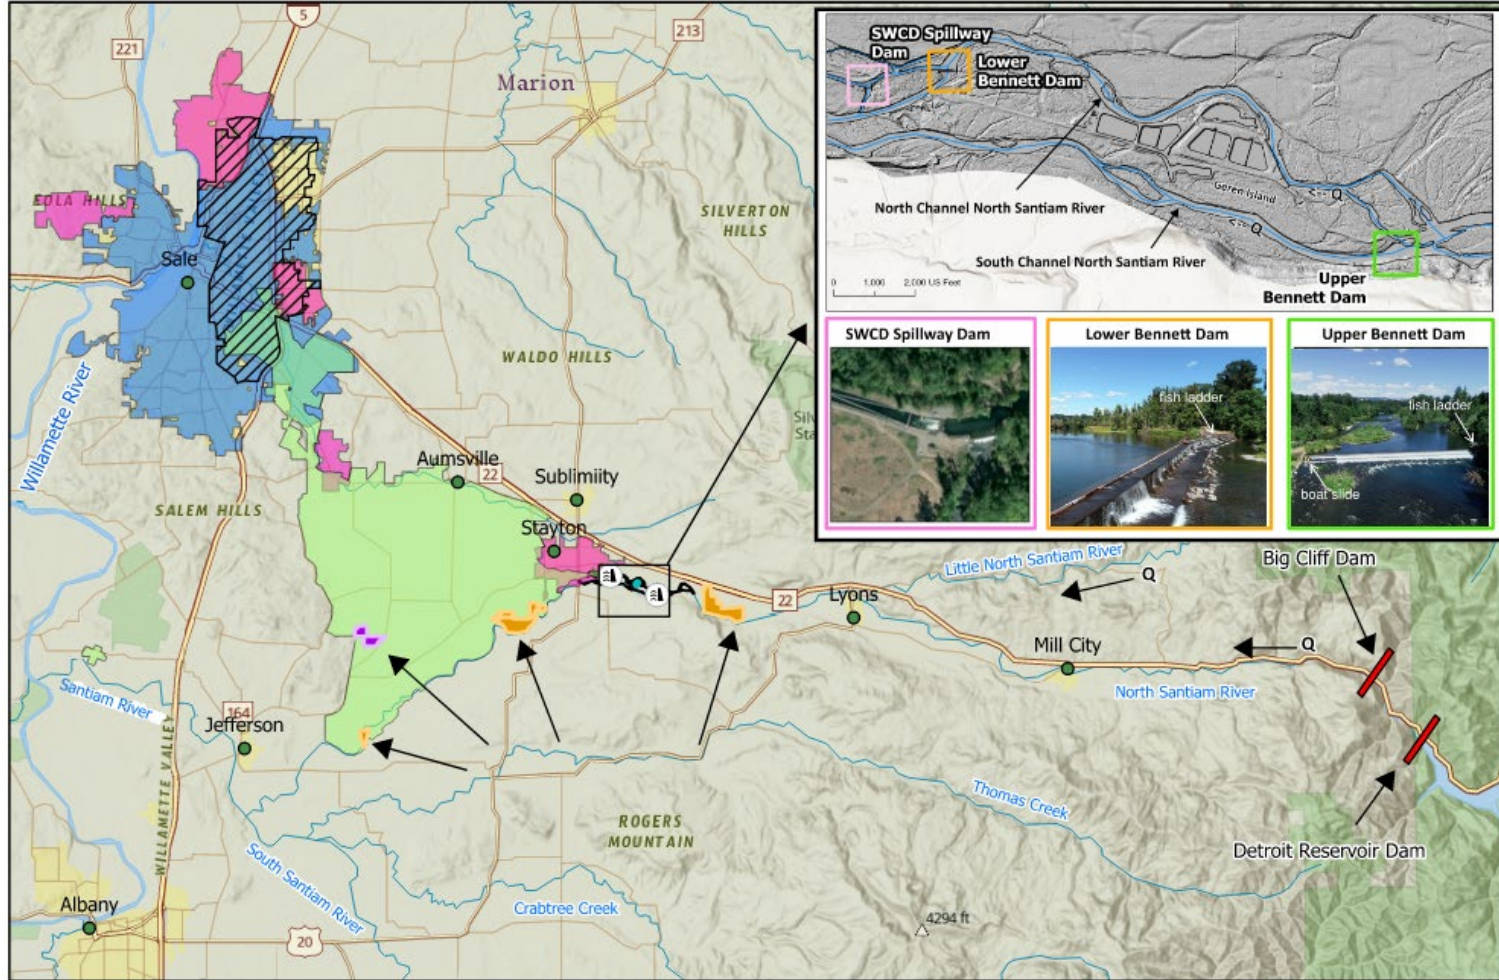 5
221
213
Marion
EOLA HILLS
Sale
SILVERTON
HILLS
WALDO HILLS
Willamette River
SALEM HILLS
Aumsville
22
Sublimiity
Stayton
Little North Santiam River
Q
Big Cliff Dam
22
Lyons
Mill City
Q
North Santiam River
Santiam River
164
Jefferson
WILLAMETTE VALLEY
Thomas Creek
ROGERS
MOUNTAIN
Detroit Reservoir Dam
South Santiam River
Albany
Crabtree Creek
4294 ft
20
SWCD Spillway
Dam
Lower
Bennett Dam
North Channel North Santiam River
Geren Island
<-- Q
<-- Q
South Channel North Santiam River
0 1,000 2,000 US Feet
Upper
Bennett Dam
SWCD Spillway Dam
Lower Bennett Dam
fish ladder
Upper Bennett Dam
fish ladder
boat slide